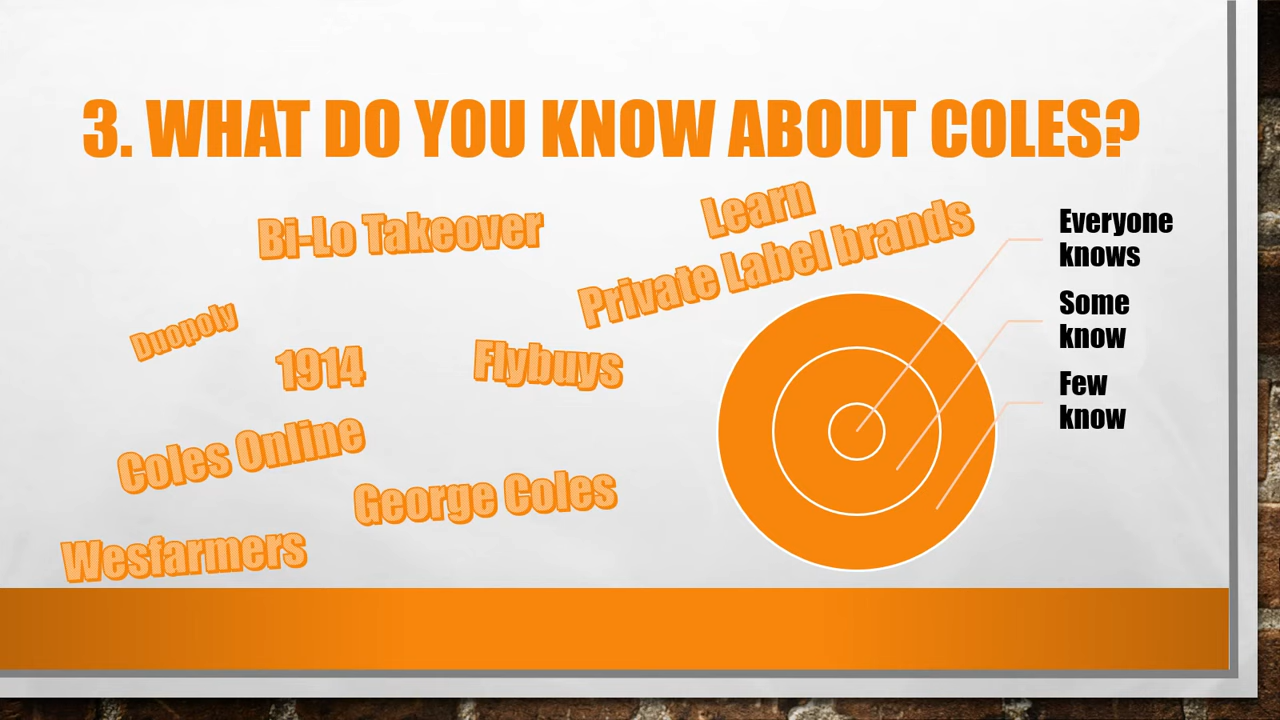 3. WHAT DO YOU KNOW ABOUT COLES?
Bi-Lo Takeover
Learn
Private Label brands
Duopoly
1914
Flybuys
Coles Online
George Coles
Wesfarmers
Everyone
knows
Some
know
Few
know